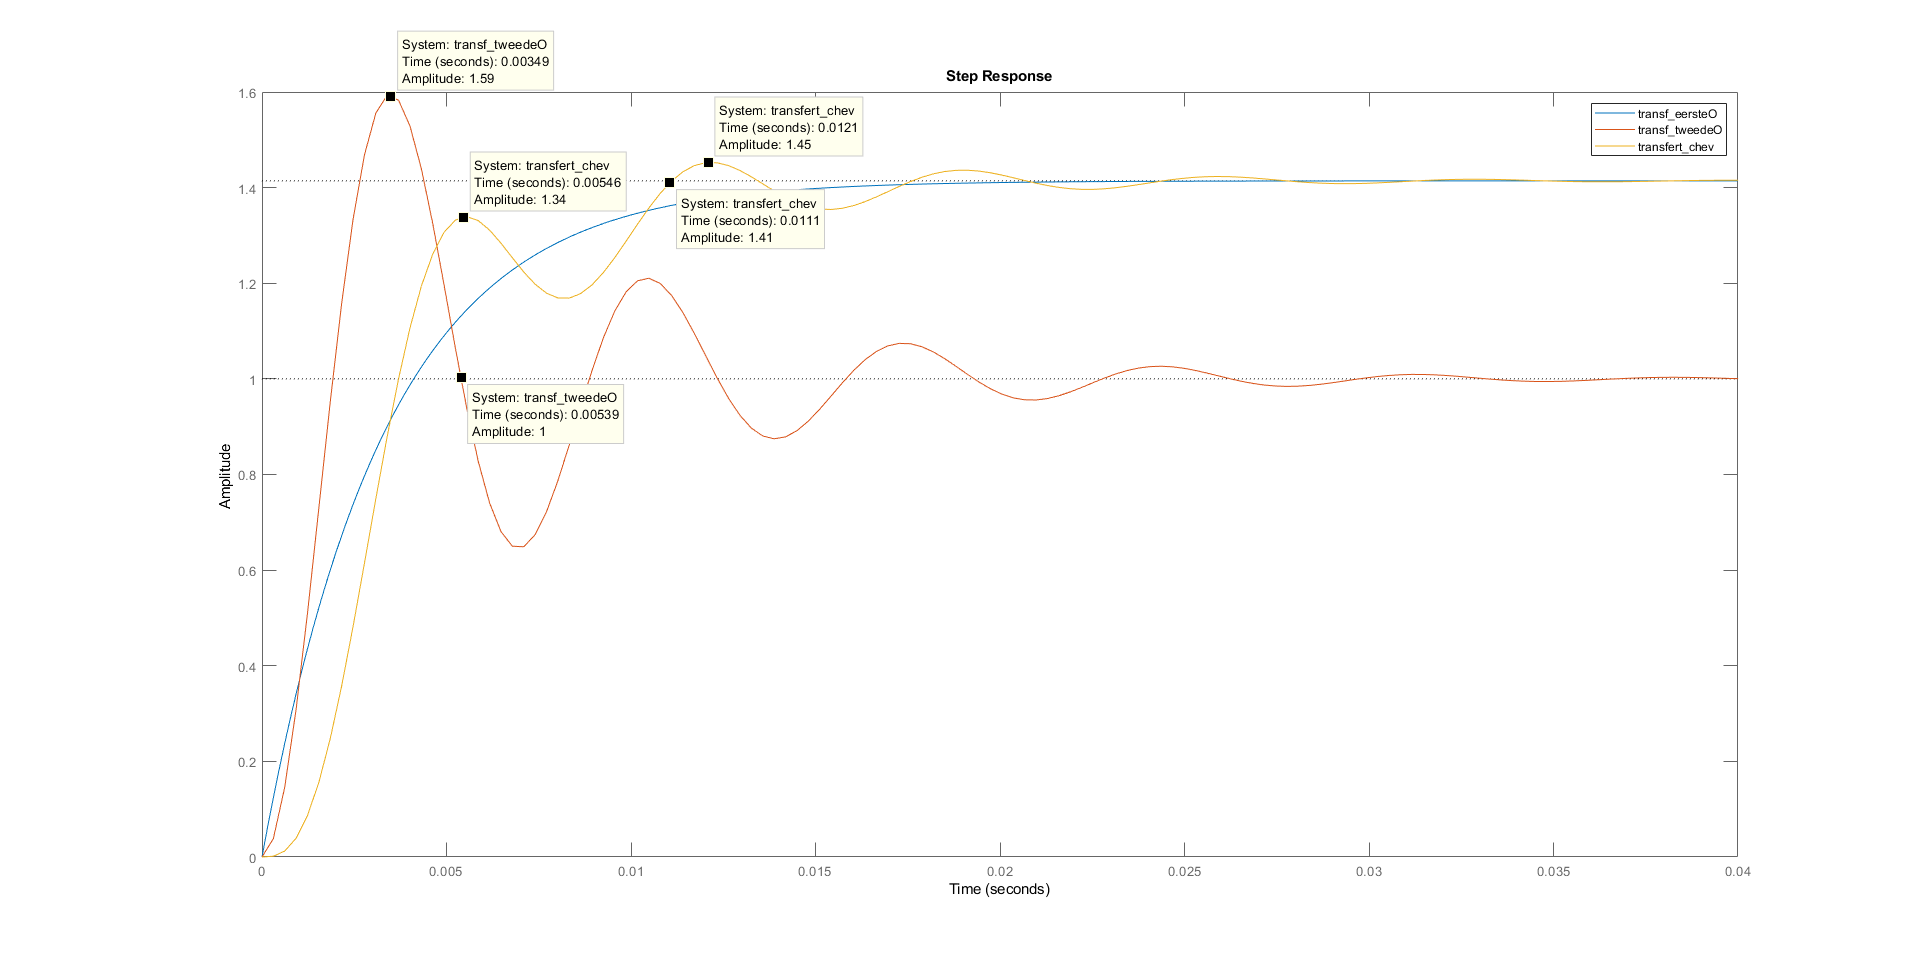 System: transf_tweedeO
Time (seconds): 0.00349
Amplitude: 1.59
Step Response
System: transfert_chev
Time (seconds): 0.0121
Amplitude: 1.45
transf_eersteO
transf_tweedeO
transfert_chev
System: transfert_chev
Time (seconds): 0.00546
Amplitude: 1.34
System: transfert_chev
Time (seconds): 0.0111
Amplitude: 1.41
System: transf_tweedeO
Time (seconds): 0.00539
Amplitude: 1
Amplitude
1.6
1.4
1.2
1
0.8
0.6
0.4
0.2
0
0 0.005 0.01 0.015 0.02 0.025 0.03 0.035 0.04
Time (seconds)